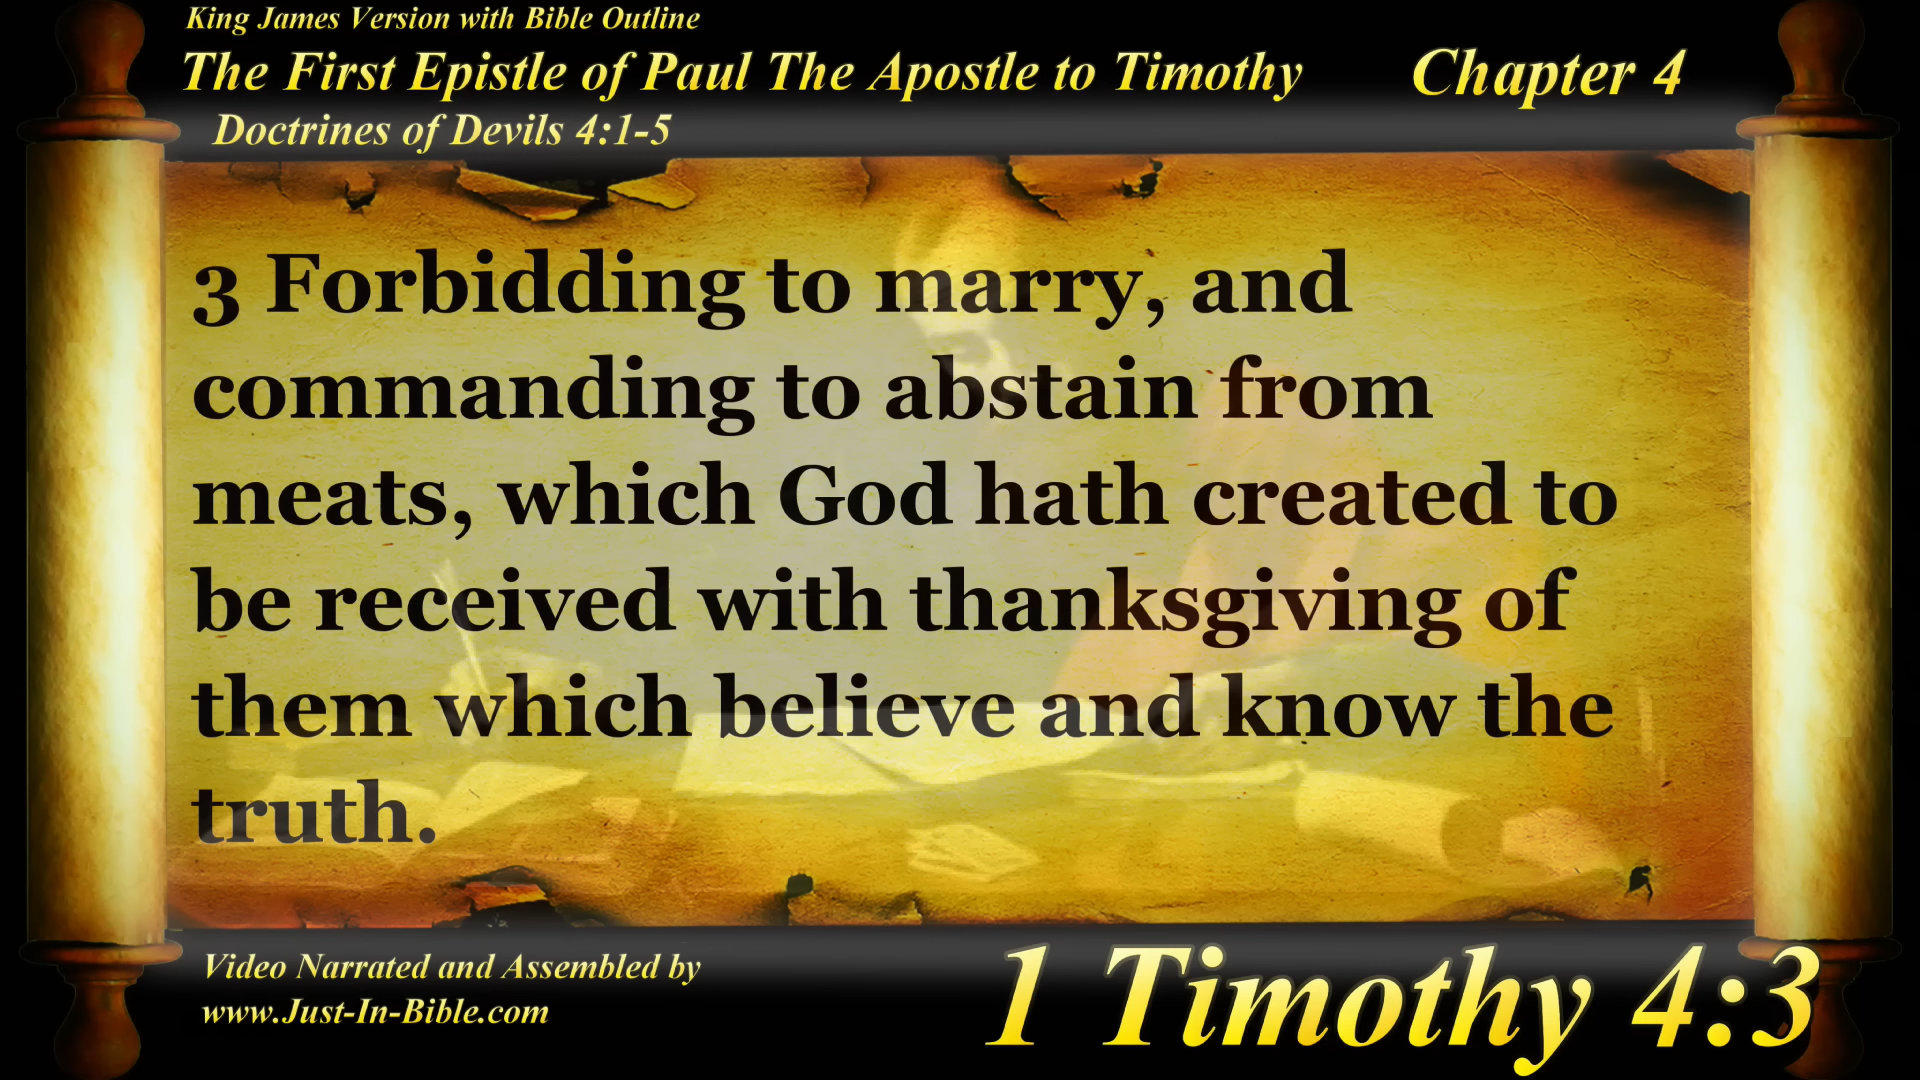 King James Version with Bible Outline
The First Epistle of Paul The Apostle to Timothy Chapter 4
Doctrines of Devils 4:1-5
3 Forbidding to marry, and
commanding to abstain from
meats, which God hath created to
be received with thanksgiving of
them which believe and know the
truth.
Video Narrated and Assembled by
www.Just-In-Bible.com
1 Timothy 4:3